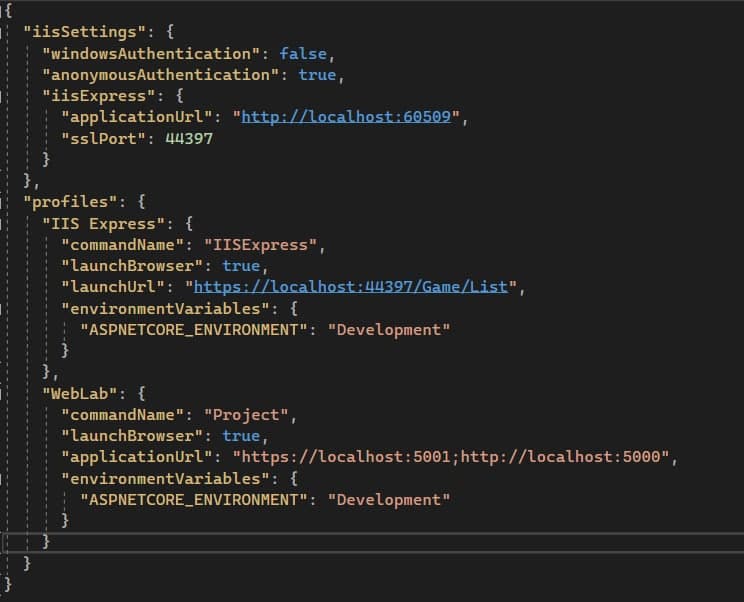 {
  "iisSettings": {
    "windowsAuthentication": false,
    "anonymousAuthentication": true,
    "iisExpress": {
      "applicationUrl": "http://localhost:60509",
      "sslPort": 44397
    }
  },
  "profiles": {
    "IIS Express": {
      "commandName": "IISExpress",
      "launchBrowser": true,
      "launchUrl": "https://localhost:44397/Game/List",
      "environmentVariables": {
        "ASPNETCORE_ENVIRONMENT": "Development"
      }
    },
    "WebLab": {
      "commandName": "Project",
      "launchBrowser": true,
      "applicationUrl": "https://localhost:5001;http://localhost:5000",
      "environmentVariables": {
        "ASPNETCORE_ENVIRONMENT": "Development"
      }
    }
  }
}